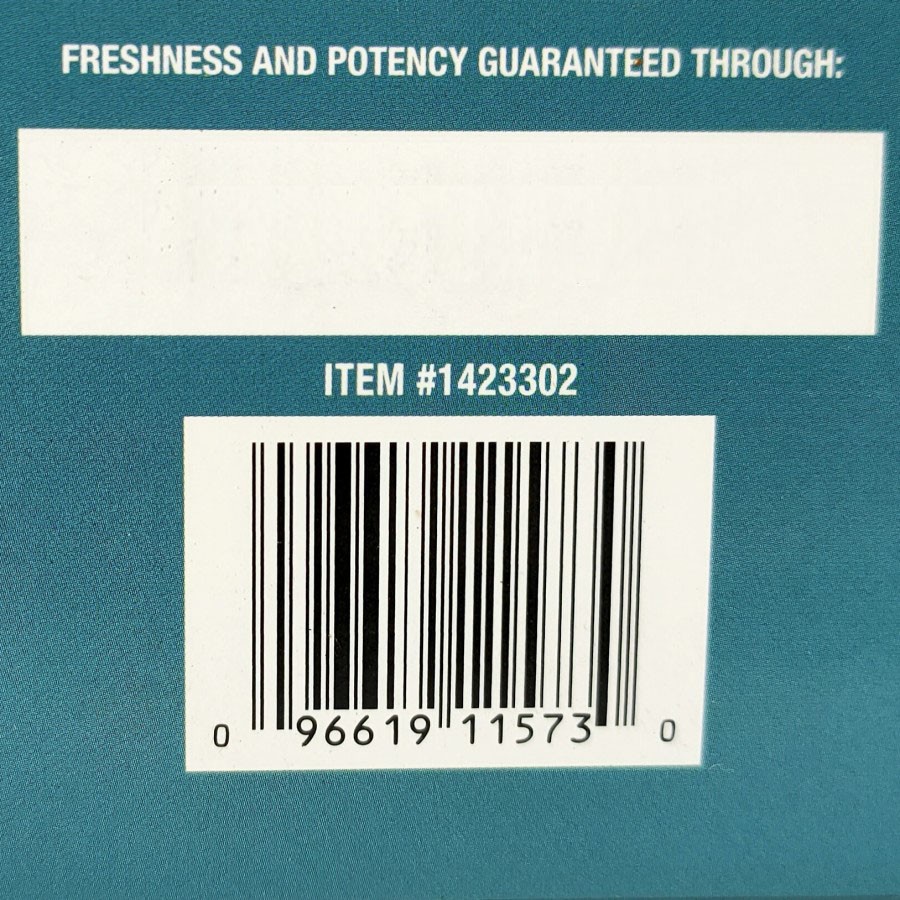 FRESHNESS AND POTENCY GUARANTEED THROUGH:
ITEM #1423302
0 96619 11573 0